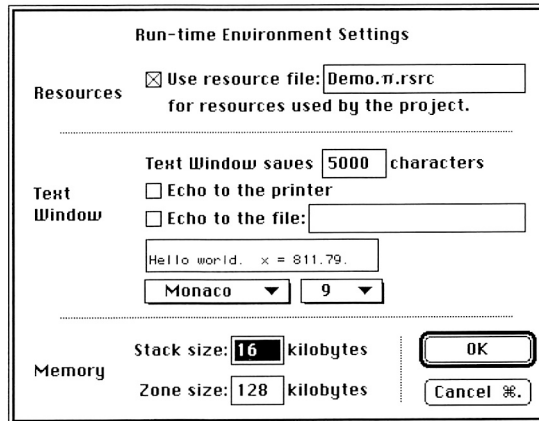 Run-time Environment Settings
Resources
Use resource file: Demo.π.rsrc
for resources used by the project.
Text Window
Text Window saves 5000 characters
Echo to the printer
Echo to the file:
Hello world.  x = 811.79.
Monaco 9
Memory
Stack size: 16 kilobytes
Zone size: 128 kilobytes
OK
Cancel ⌘.